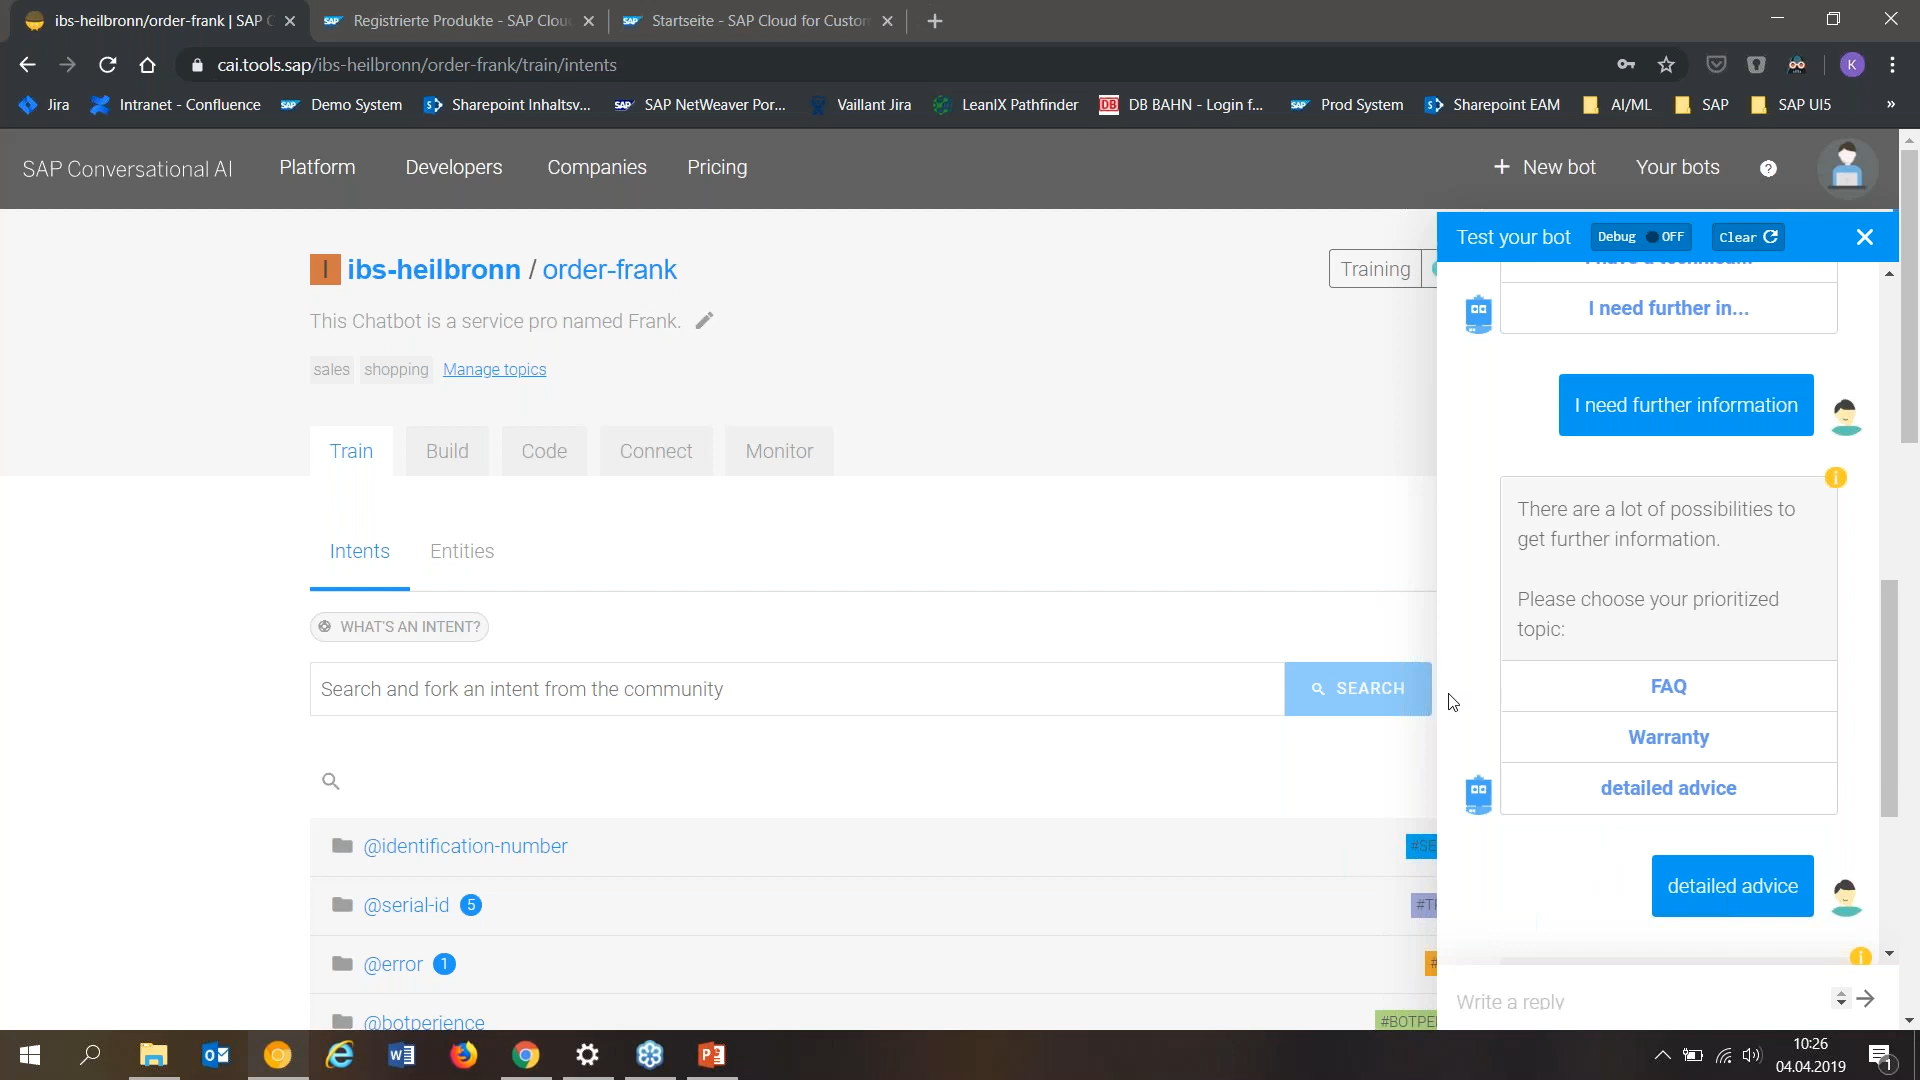 ibs-heilbronn/order-frank | SAP C
Registrierte Produkte - SAP Clou
Startseite - SAP Cloud for Custom
cai.tools.sap/ibs-heilbronn/order-frank/train/intents
K
Jira
Intranet - Confluence
SAP Demo System
Sharepoint Inhaltsv...
SAP NetWeaver Por...
Vaillant Jira
LeanIX Pathfinder
DB DB BAHN - Login f...
SAP Prod System
Sharepoint EAM
AI/ML
SAP
SAP UI5
»
SAP Conversational AI
Platform
Developers
Companies
Pricing
+ New bot
Your bots
?
I ibs-heilbronn / order-frank
Training
This Chatbot is a service pro named Frank.
sales
shopping
Manage topics
Train
Build
Code
Connect
Monitor
Intents
Entities
WHAT'S AN INTENT?
Search and fork an intent from the community
SEARCH
@identification-number
#SE
@serial-id 5
@error 1
#
@botperience
#BOTPE
Test your bot
Debug OFF
Clear
I need further in...
I need further information
There are a lot of possibilities to
get further information.
Please choose your prioritized
topic:
FAQ
Warranty
detailed advice
detailed advice
Write a reply
10:26
04.04.2019
1